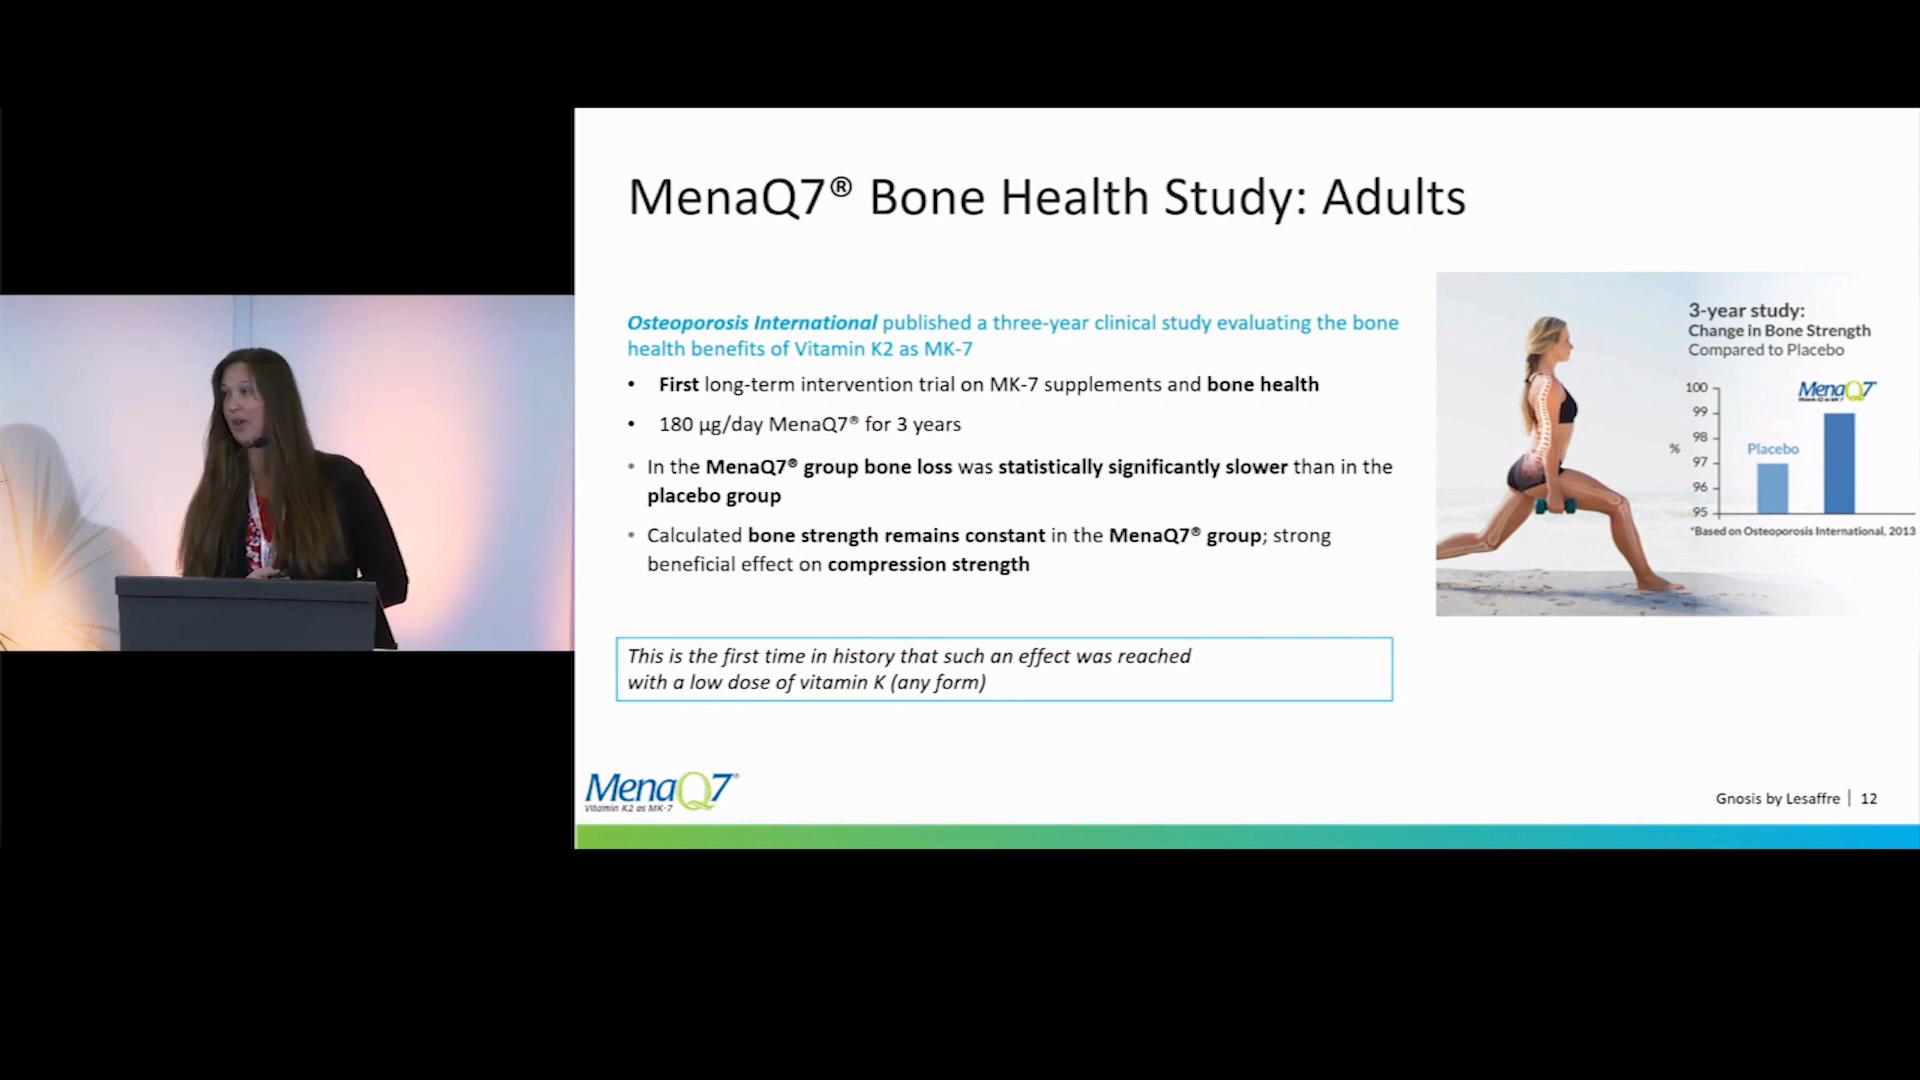 MenaQ7® Bone Health Study: Adults
Osteoporosis International published a three-year clinical study evaluating the bone
health benefits of Vitamin K2 as MK-7
• First long-term intervention trial on MK-7 supplements and bone health
• 180 µg/day MenaQ7® for 3 years
• In the MenaQ7® group bone loss was statistically significantly slower than in the
placebo group
• Calculated bone strength remains constant in the MenaQ7® group; strong
beneficial effect on compression strength
This is the first time in history that such an effect was reached
with a low dose of vitamin K (any form)
3-year study:
Change in Bone Strength
Compared to Placebo
100
99
98
97
96
95
%
Placebo
MenaQ7
Vitamin K2 as MK-7
*Based on Osteoporosis International, 2013
MenaQ7®
Vitamin K2 as MK-7
Gnosis by Lesaffre | 12